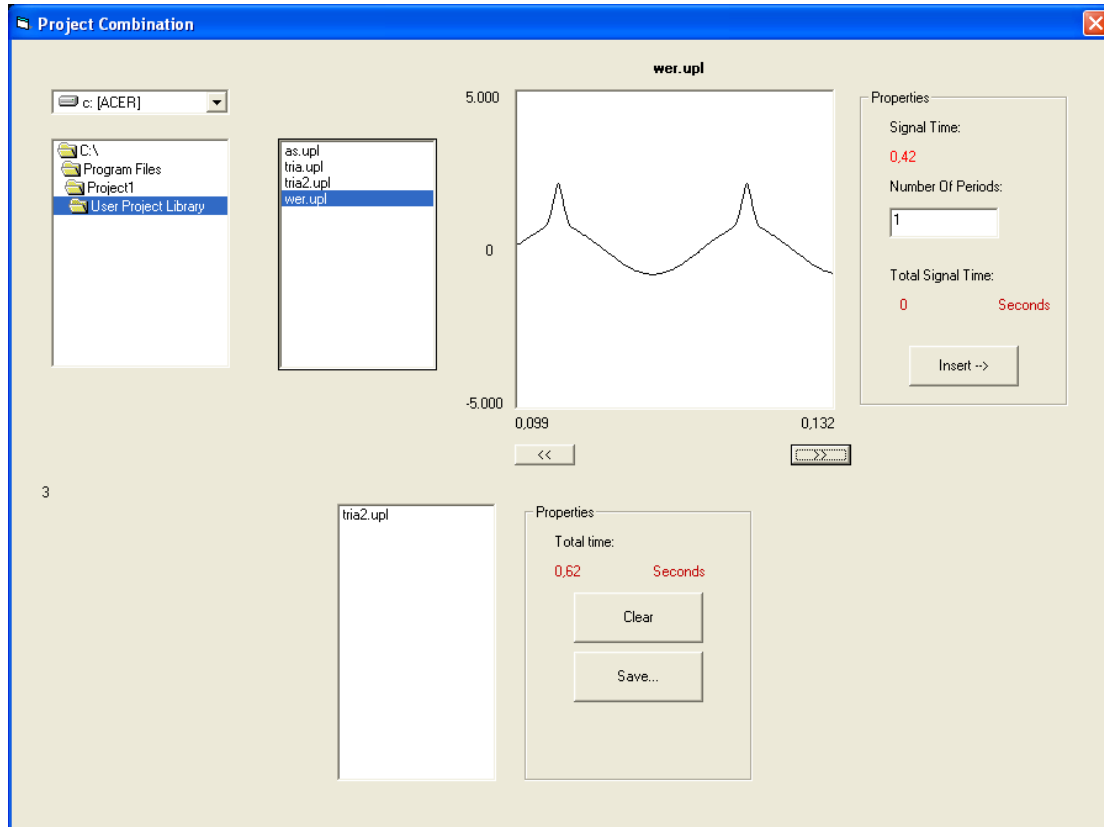 Project Combination
c: [ACER]
C:\
Program Files
Project1
User Project Library
as.upl
tria.upl
tria2.upl
wer.upl
wer.upl
5.000
0
-5.000
0,099
0,132
<<
>>
Properties
Signal Time:
0,42
Number Of Periods:
1
Total Signal Time:
0 Seconds
Insert -->
3
tria2.upl
Properties
Total time:
0,62 Seconds
Clear
Save...